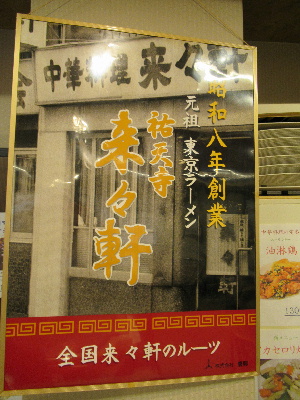 中華料理 来々軒
昭和八年創業
元祖 東京ラーメン
祐天寺
来々軒
全国来々軒のルーツ
油淋鶏